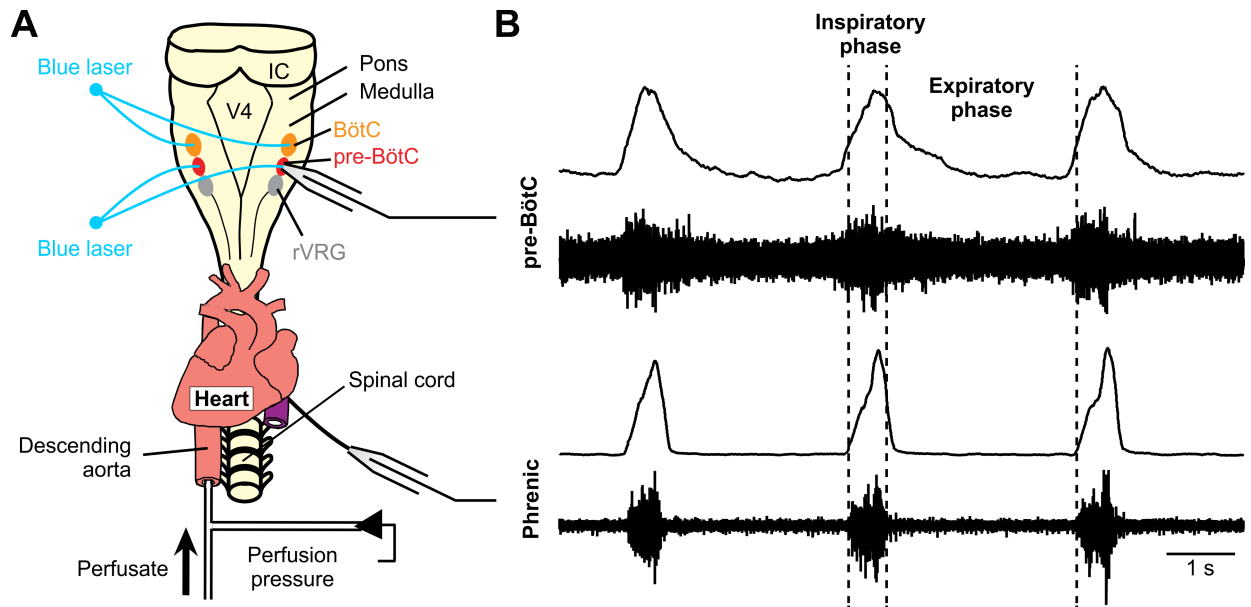 A
Blue laser
IC
Pons
Medulla
V4
BötC
pre-BötC
Blue laser
rVRG
Heart
Spinal cord
Descending
aorta
Perfusate
Perfusion
pressure
B
Inspiratory
phase
Expiratory
phase
pre-BötC
Phrenic
1 s